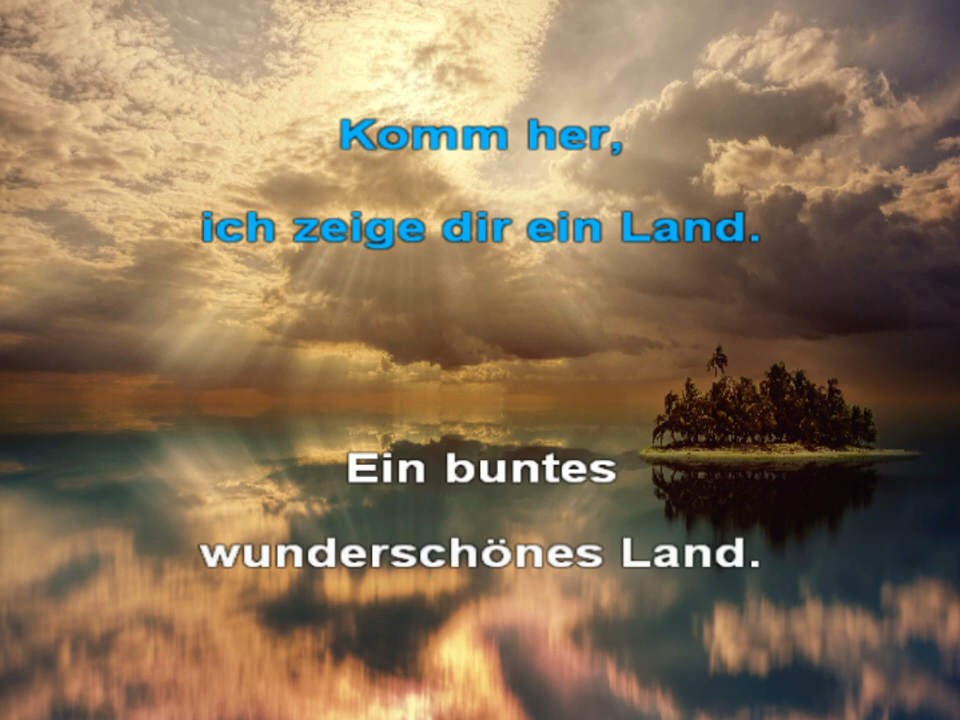 Komm her,
ich zeige dir ein Land.
Ein buntes
wunderschönes Land.